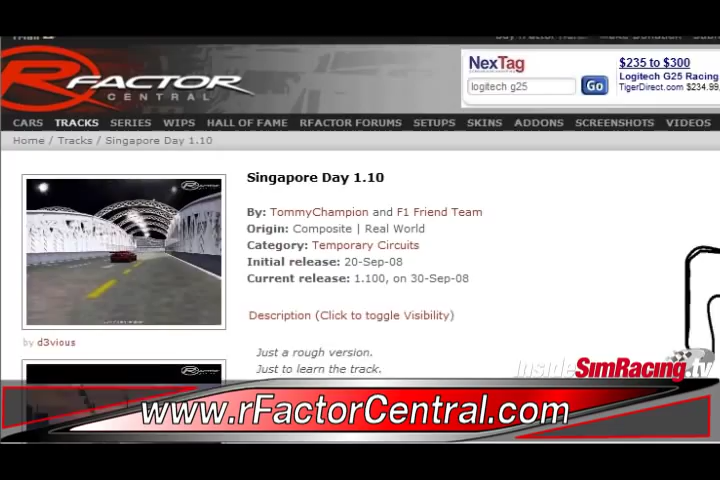 RFACTOR
CENTRAL
NexTag
logitech g25
Go
$235 to $300
Logitech G25 Racing
TigerDirect.com $234.99
CARS TRACKS SERIES WIPS HALL OF FAME RFACTOR FORUMS SETUPS SKINS ADDONS SCREENSHOTS VIDEOS
Home / Tracks / Singapore Day 1.10
Singapore Day 1.10
By: TommyChampion and F1 Friend Team
Origin: Composite | Real World
Category: Temporary Circuits
Initial release: 20-Sep-08
Current release: 1.100, on 30-Sep-08
by d3vious
Description (Click to toggle Visibility)
Just a rough version.
Just to learn the track.
InsideSimRacing.tv
www.rFactorCentral.com